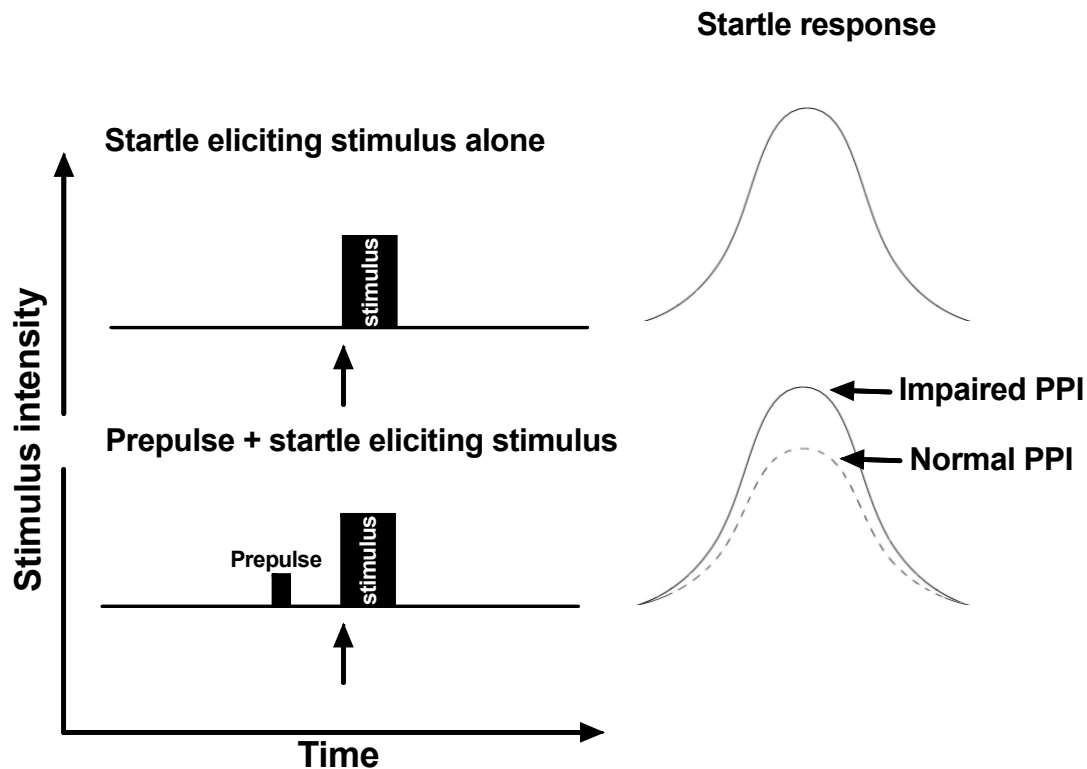 Startle response
Startle eliciting stimulus alone
stimulus
Stimulus intensity
Impaired PPI
Prepulse + startle eliciting stimulus
Normal PPI
Prepulse
stimulus
Time